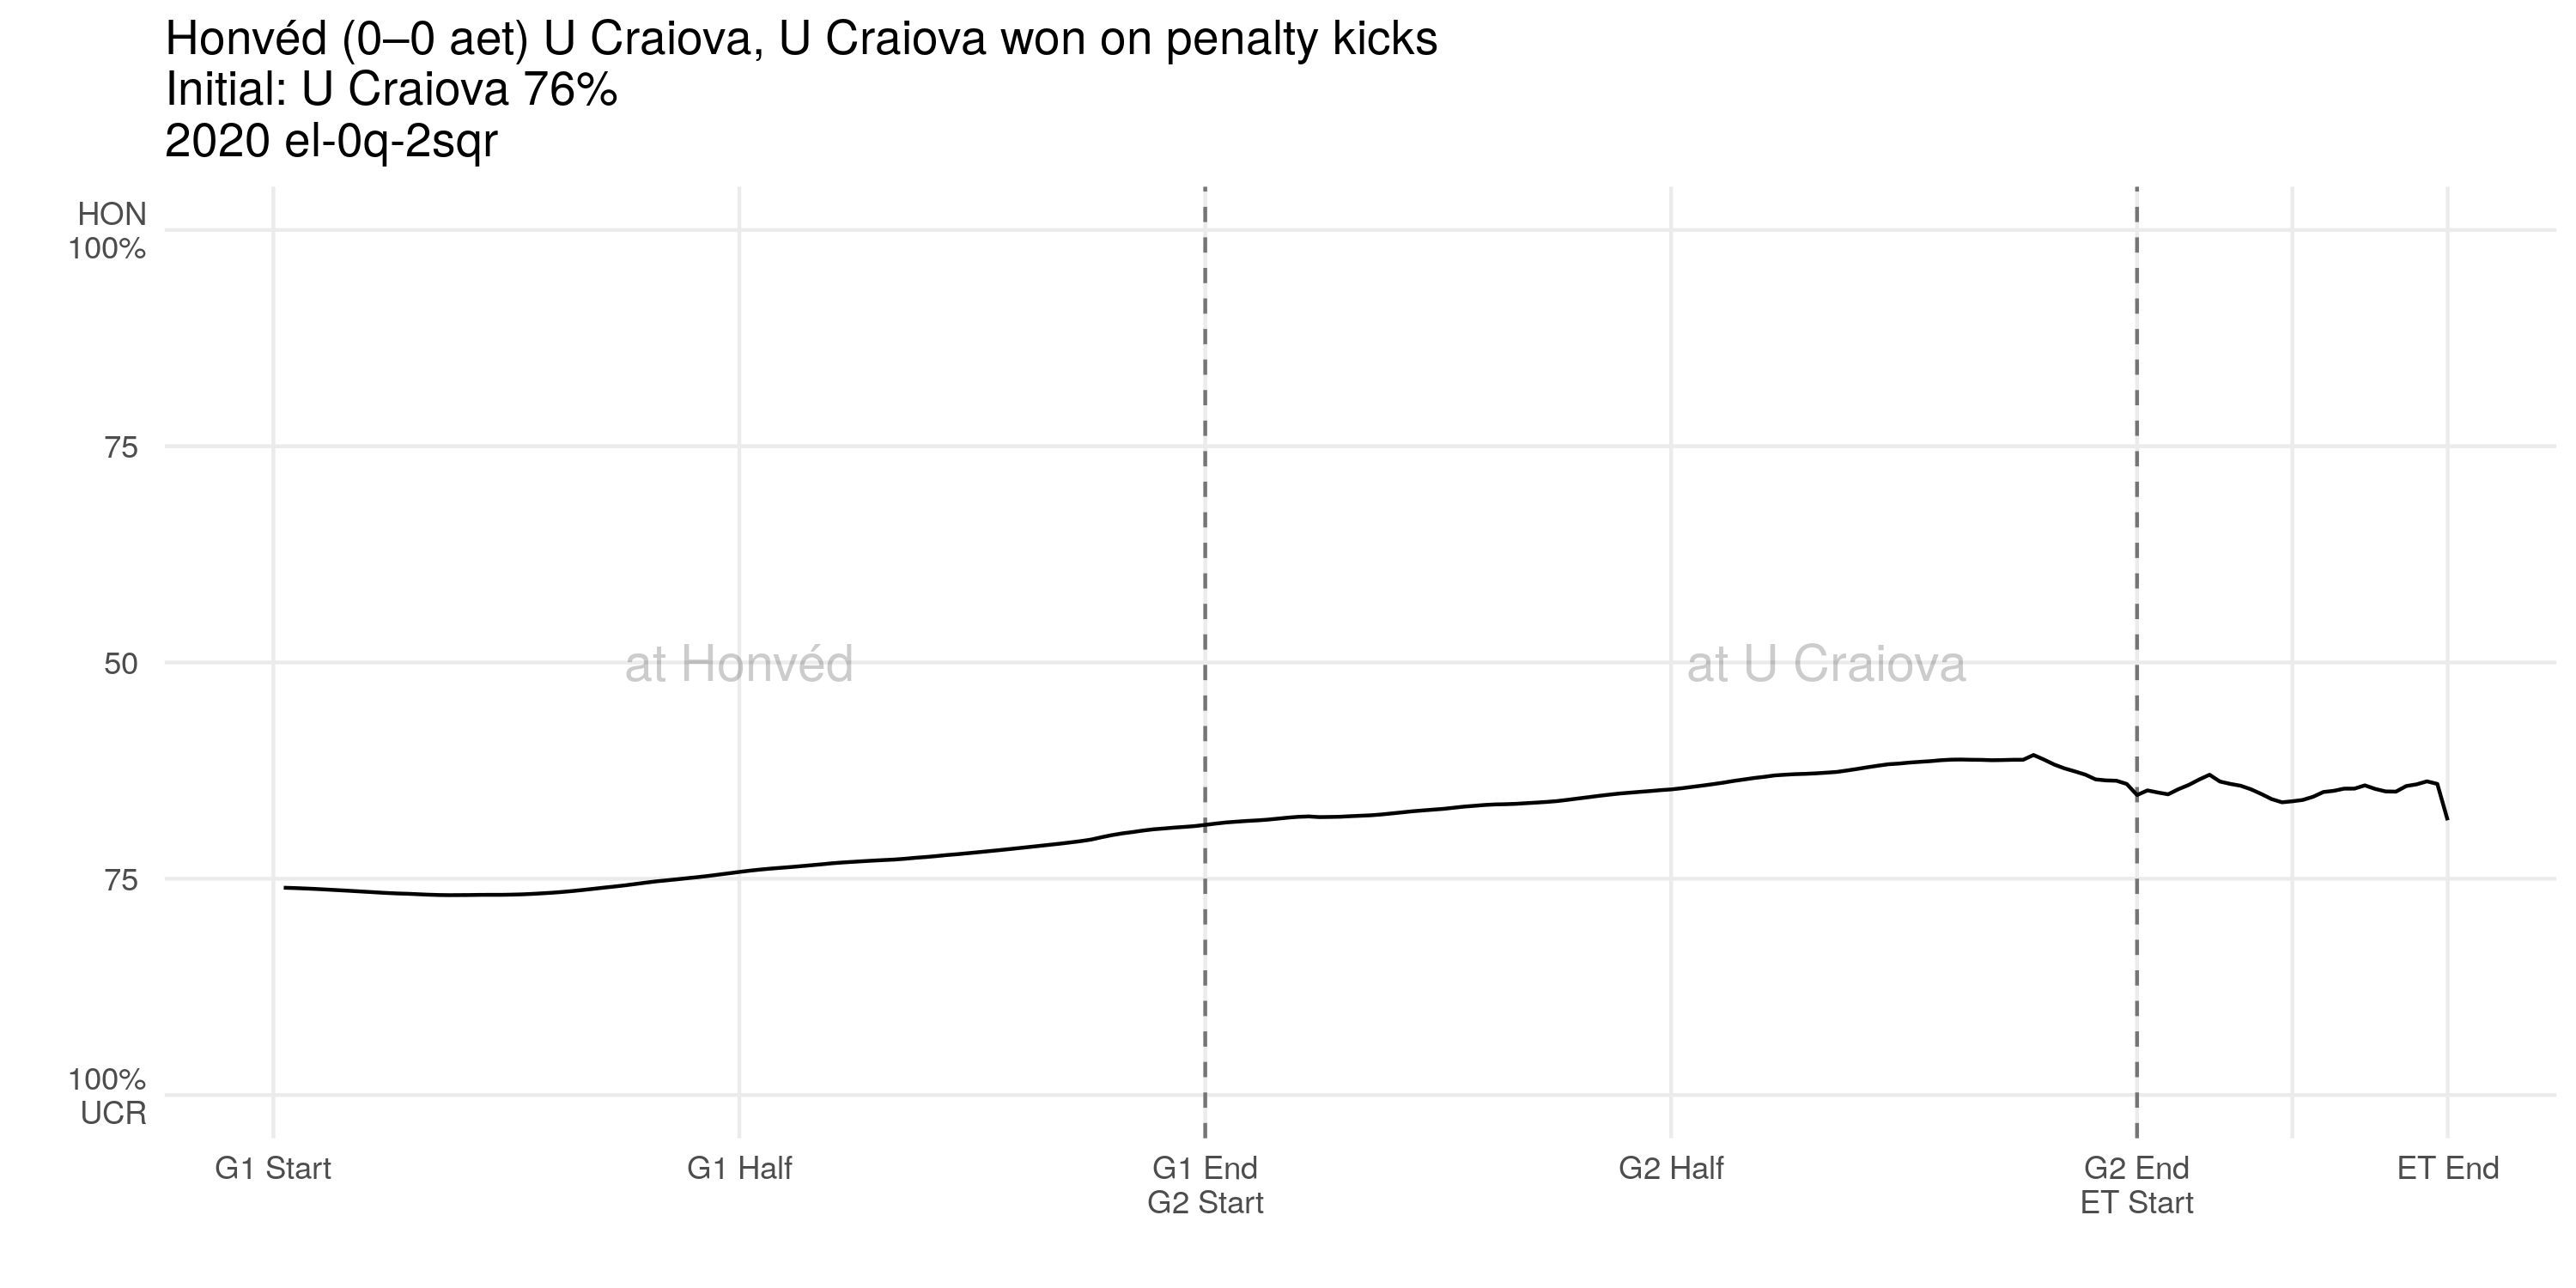 Honvéd (0–0 aet) U Craiova, U Craiova won on penalty kicks
Initial: U Craiova 76%
2020 el-0q-2sqr
HON
100%
75
50
75
100%
UCR
at Honvéd
at U Craiova
G1 Start
G1 Half
G1 End
G2 Start
G2 Half
G2 End
ET Start
ET End